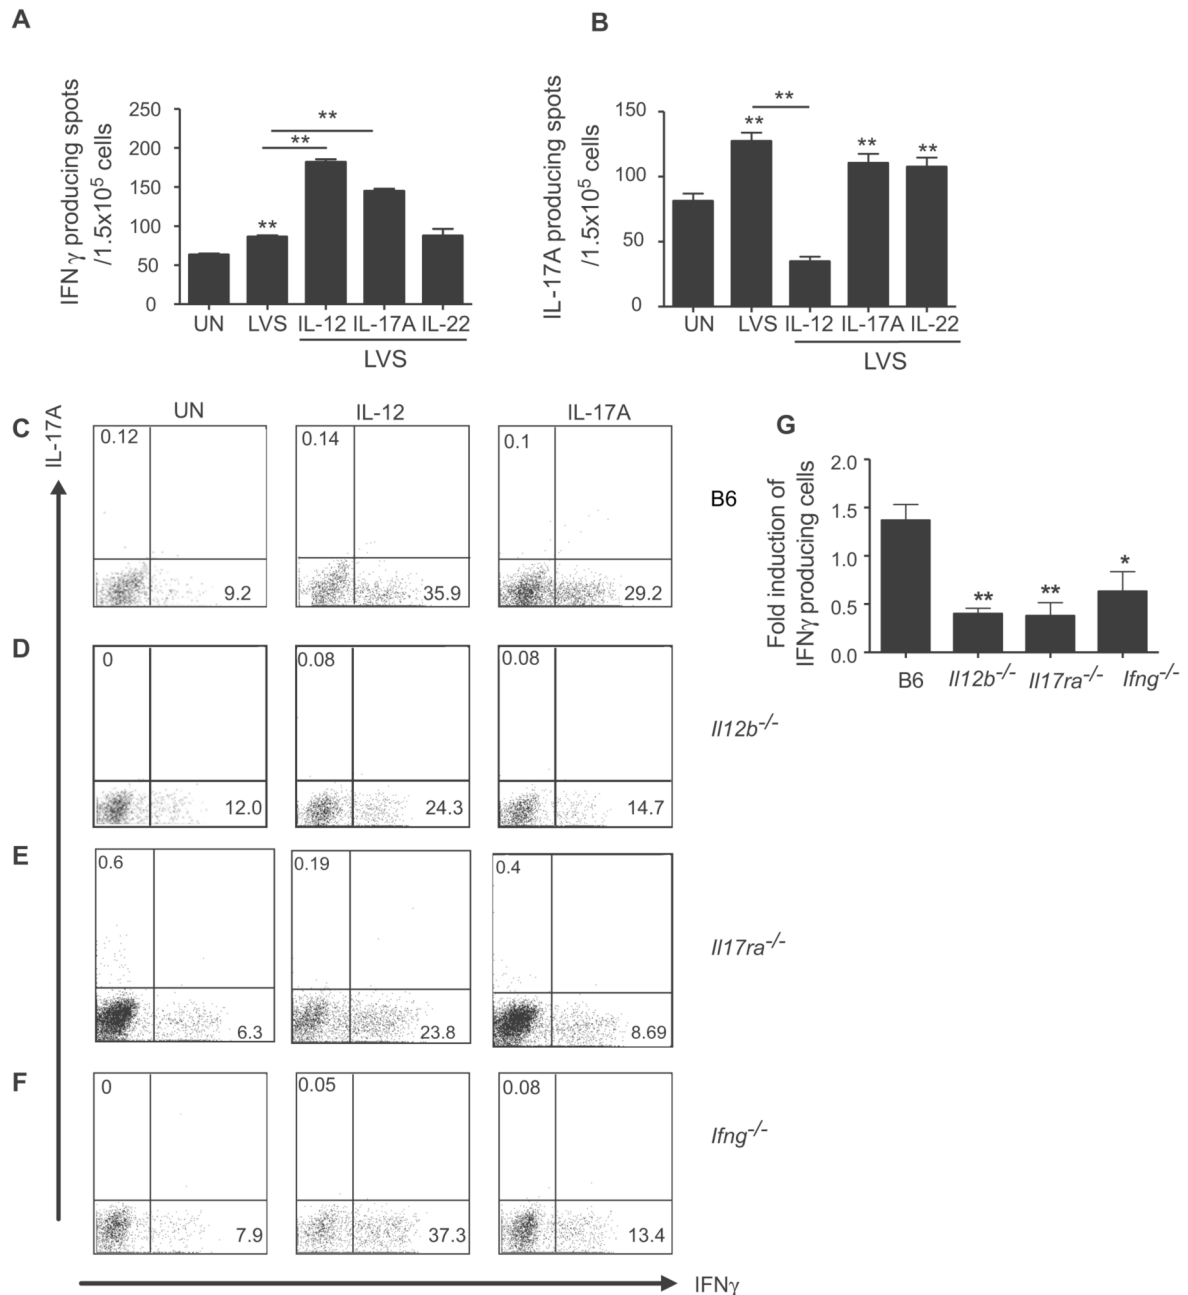 A
IFNγ producing spots
/1.5x10⁵ cells
250
200
150
100
50
0
**
**
**
UN LVS IL-12 IL-17A IL-22
LVS
B
IL-17A producing spots
/1.5x10⁵ cells
150
100
50
0
**
**
**
**
UN LVS IL-12 IL-17A IL-22
LVS
IL-17A
UN IL-12 IL-17A
C
0.12 0.14 0.1
9.2 35.9 29.2
B6
D
0 0.08 0.08
12.0 24.3 14.7
Il12b-/-
E
0.6 0.19 0.4
6.3 23.8 8.69
Il17ra-/-
F
0 0.05 0.08
7.9 37.3 13.4
Ifng-/-
IFNγ
G
Fold induction of
IFNγ producing cells
2.0
1.5
1.0
0.5
0.0
** ** *
B6 Il12b-/- Il17ra-/- Ifng-/-